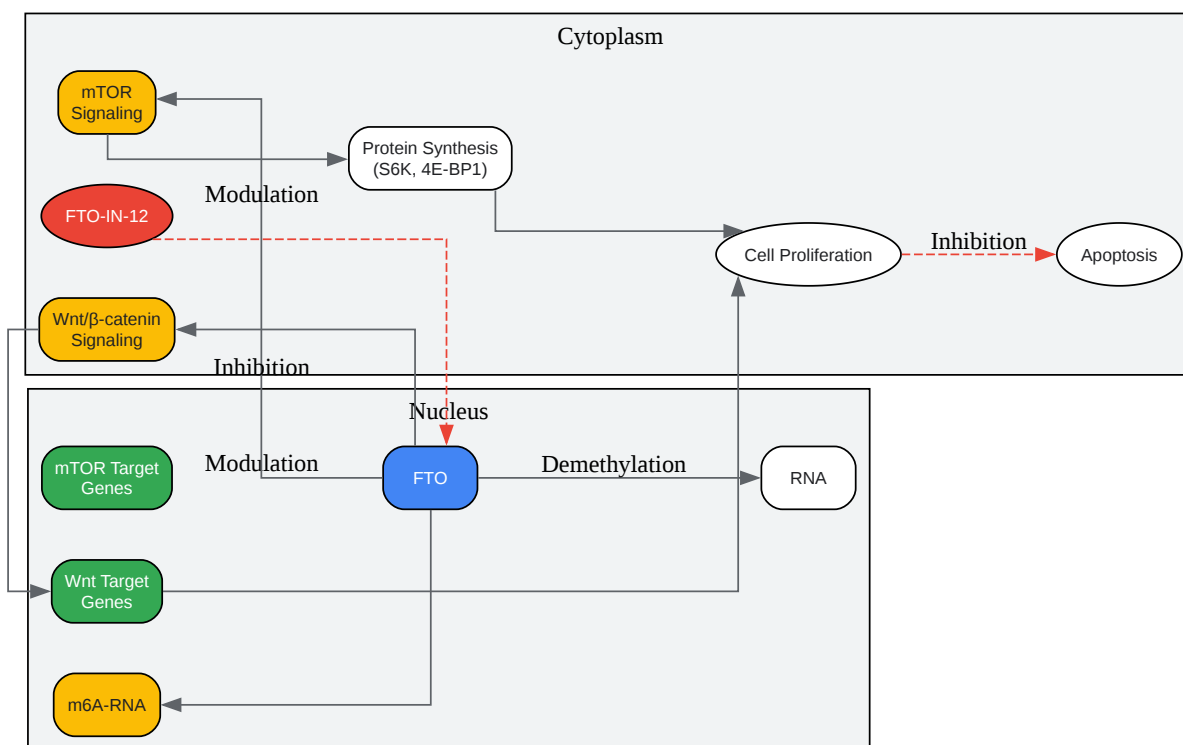 Cytoplasm
mTOR
Signaling
Protein Synthesis
(S6K, 4E-BP1)
Modulation
FTO-IN-12
Cell Proliferation
Inhibition
Apoptosis
Wnt/β-catenin
Signaling
Inhibition
Nucleus
mTOR Target
Genes
Modulation
FTO
Demethylation
RNA
Wnt Target
Genes
m6A-RNA